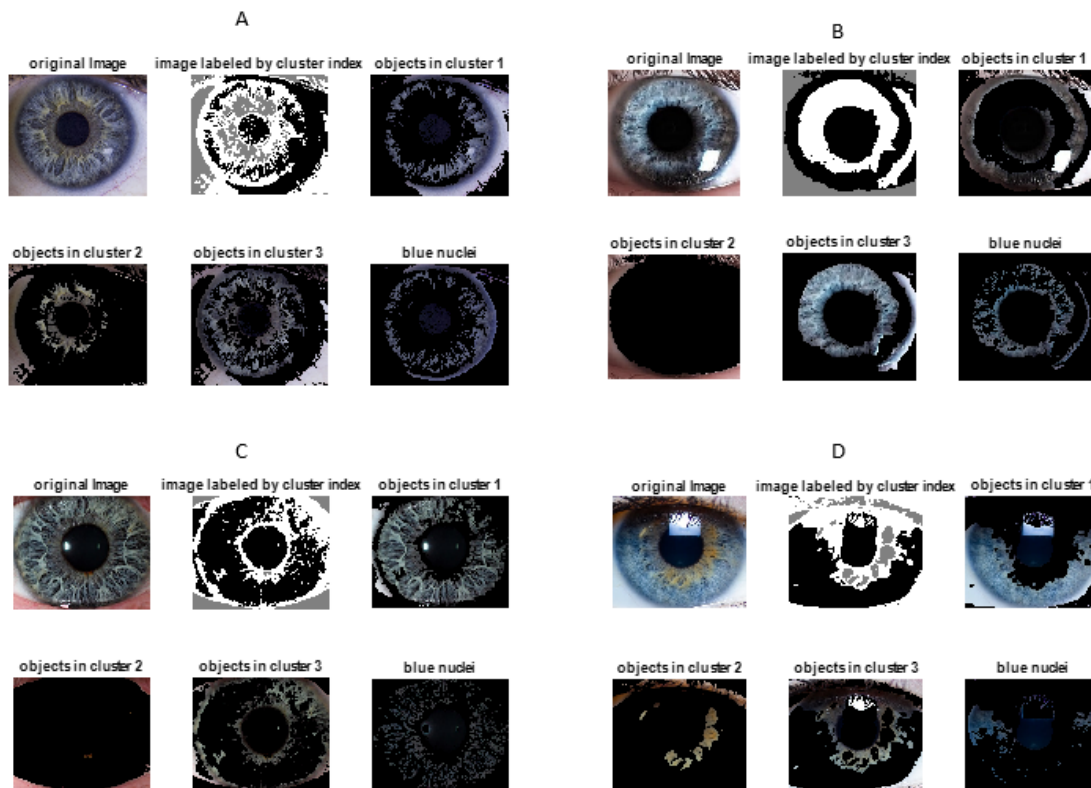 A
original Image
image labeled by cluster index
objects in cluster 1
objects in cluster 2
objects in cluster 3
blue nuclei
B
original Image
image labeled by cluster index
objects in cluster 1
objects in cluster 2
objects in cluster 3
blue nuclei
C
original Image
image labeled by cluster index
objects in cluster 1
objects in cluster 2
objects in cluster 3
blue nuclei
D
original Image
image labeled by cluster index
objects in cluster 1
objects in cluster 2
objects in cluster 3
blue nuclei